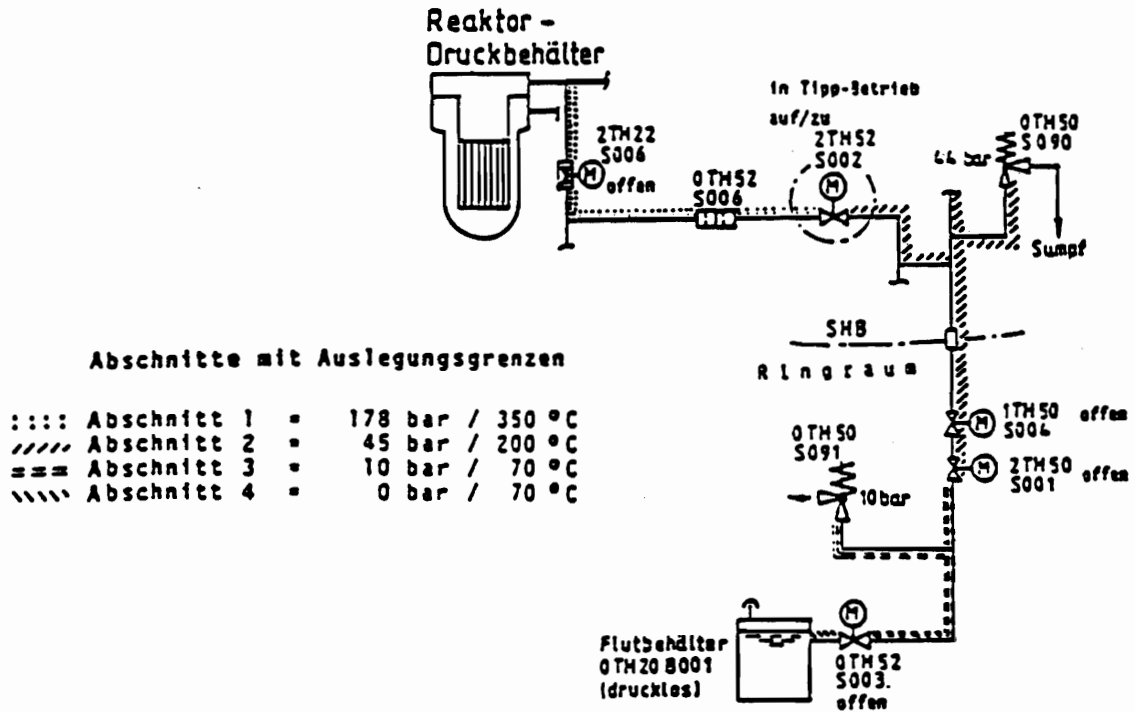 Reaktor -
Druckbehälter
in Tipp-Betrieb
auf/zu
2TH52
S002
M
0TH50
S090
44 bar
Sumpf
2TH22
S006
M
offen
0TH52
S006
SHB
Ringraum
Abschnitte mit Auslegungsgrenzen
:::: Abschnitt 1 = 178 bar / 350 °C
///// Abschnitt 2 = 45 bar / 200 °C
=== Abschnitt 3 = 10 bar / 70 °C
\\\\\ Abschnitt 4 = 0 bar / 70 °C
1TH50 offen
S004
M
2TH50 offen
S001
M
0TH50
S091
10bar
M
Flutbehälter
0TH20B001
(drucklos)
0TH52
S003.
offen